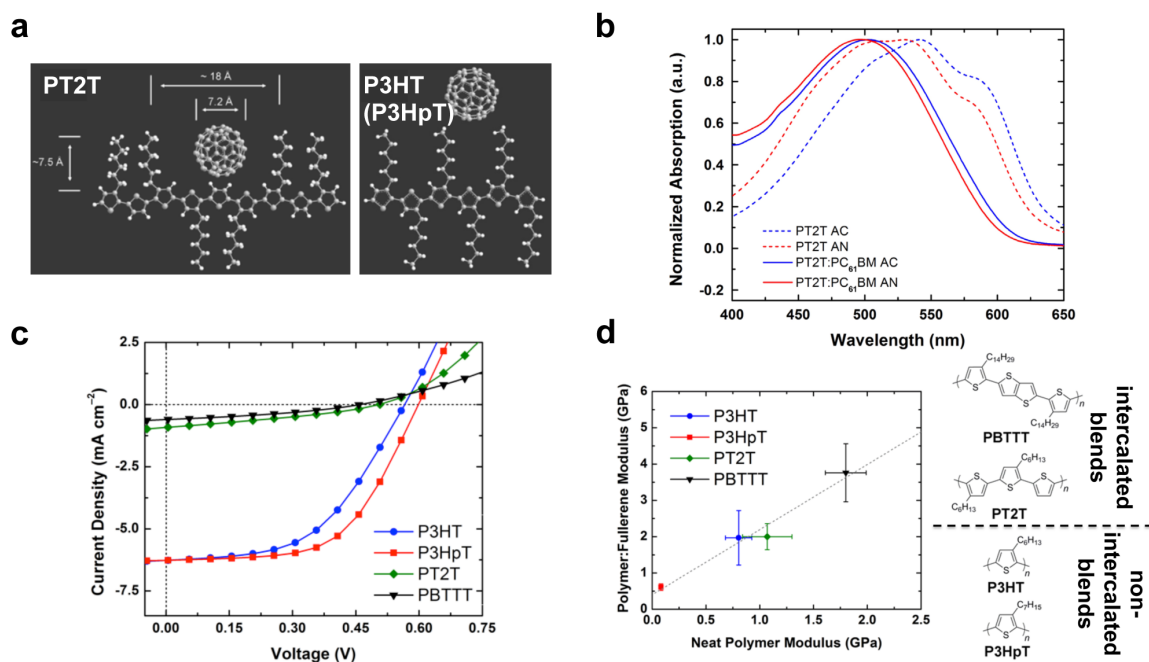 a
PT2T
~ 18 Å
7.2 Å
~7.5 Å
P3HT
(P3HpT)
b
Normalized Absorption (a.u.)
1.0
0.8
0.6
0.4
0.2
0.0
-0.2
PT2T AC
PT2T AN
PT2T:PC61BM AC
PT2T:PC61BM AN
400 450 500 550 600 650
Wavelength (nm)
c
Current Density (mA cm−2)
2.5
0.0
-2.5
-5.0
-7.5
P3HT
P3HpT
PT2T
PBTTT
0.00 0.15 0.30 0.45 0.60 0.75
Voltage (V)
d
Polymer:Fullerene Modulus (GPa)
6
5
4
3
2
1
0
P3HT
P3HpT
PT2T
PBTTT
0.0 0.5 1.0 1.5 2.0 2.5
Neat Polymer Modulus (GPa)
C14H29
S
S
S
S
n
C14H29
PBTTT
C6H13
S
S
S
n
C6H13
PT2T
intercalated
blends
C6H13
S
n
P3HT
C7H15
S
n
P3HpT
non-
intercalated
blends